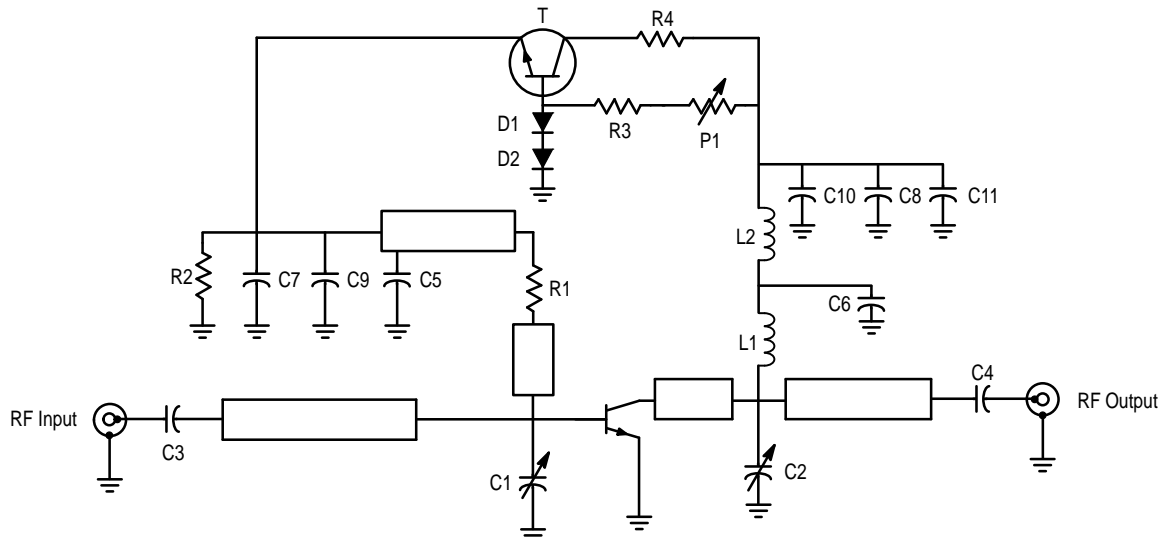 T
R4
D1
R3
P1
D2
C10
C8
C11
L2
R2
C7
C9
C5
R1
C6
L1
C4
RF Input
RF Output
C3
C1
C2